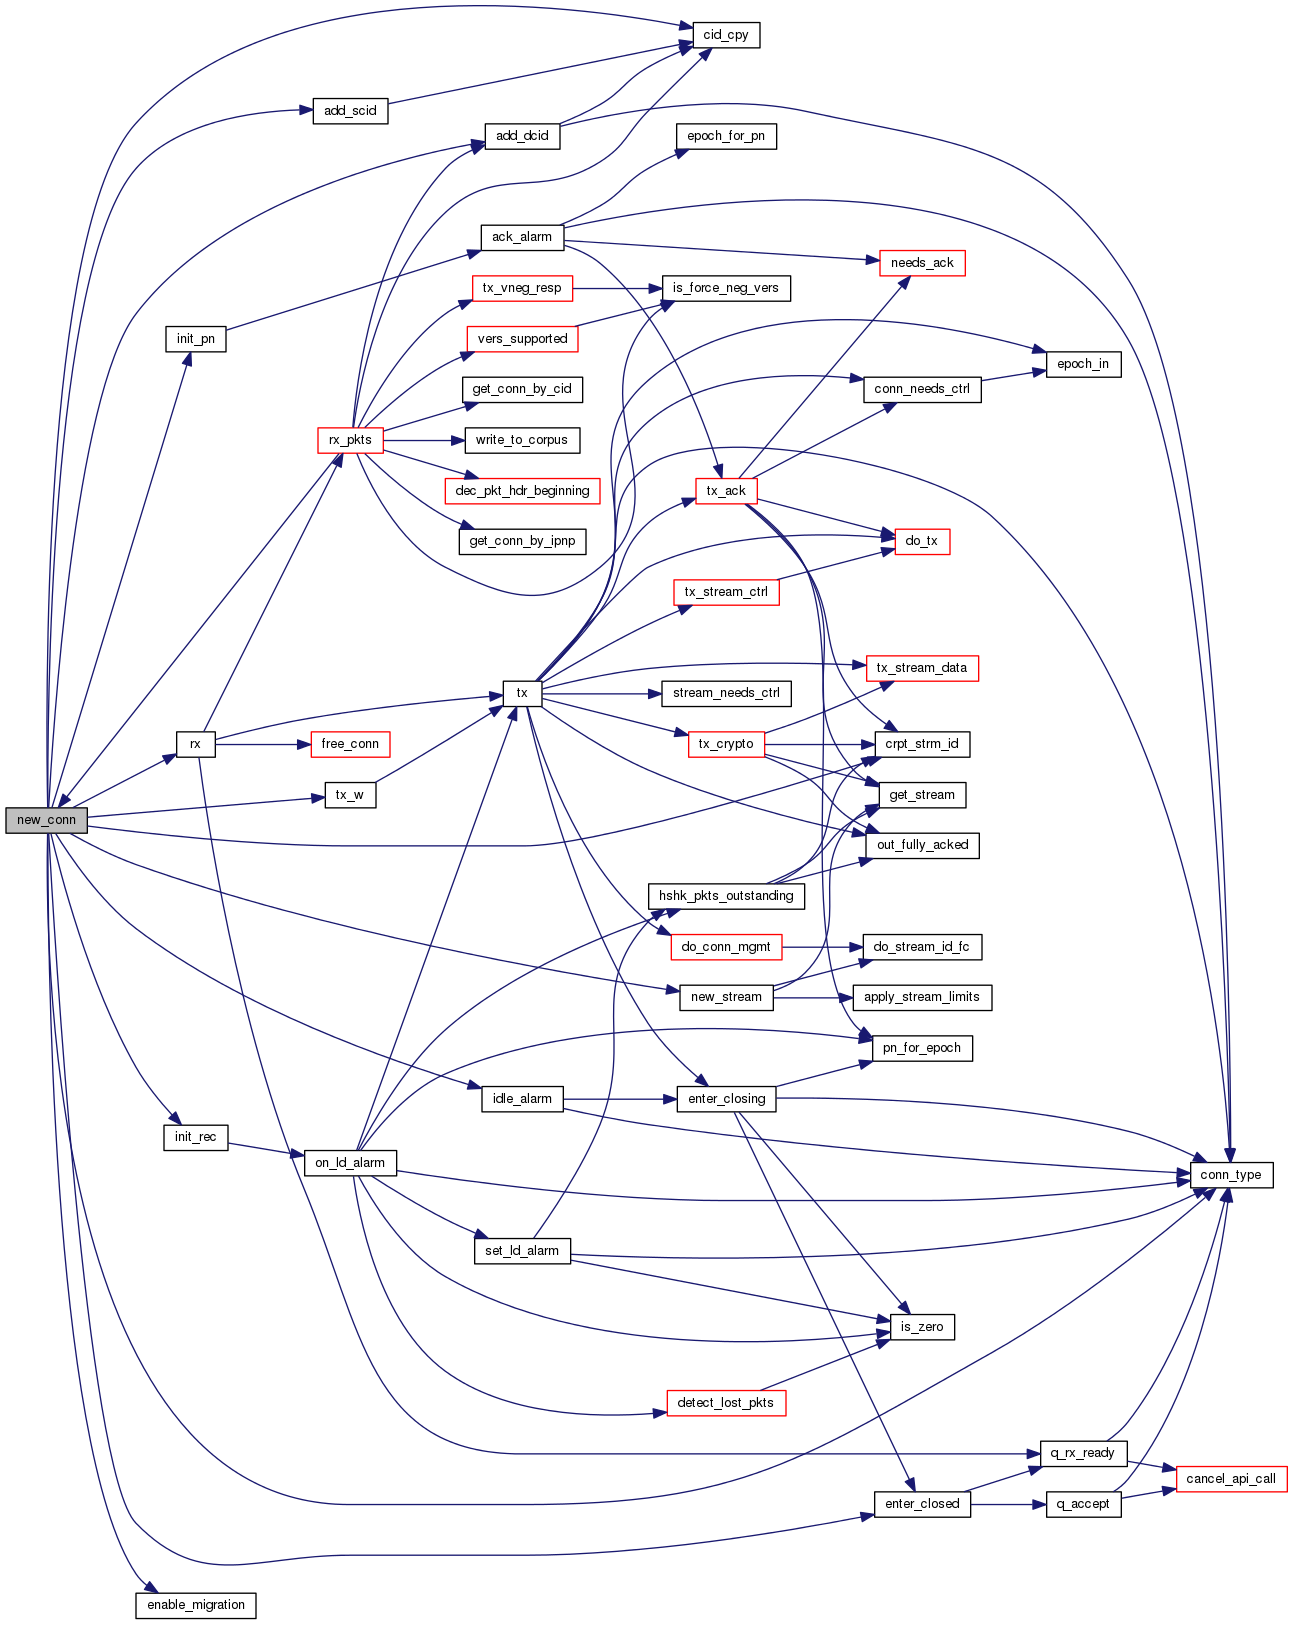 cid_cpy
add_scid
add_dcid
epoch_for_pn
ack_alarm
needs_ack
tx_vneg_resp
is_force_neg_vers
init_pn
vers_supported
epoch_in
get_conn_by_cid
conn_needs_ctrl
rx_pkts
write_to_corpus
dec_pkt_hdr_beginning
tx_ack
get_conn_by_ipnp
do_tx
tx_stream_ctrl
tx_stream_data
tx
stream_needs_ctrl
rx
free_conn
tx_crypto
crpt_strm_id
tx_w
get_stream
new_conn
out_fully_acked
hshk_pkts_outstanding
do_conn_mgmt
do_stream_id_fc
new_stream
apply_stream_limits
pn_for_epoch
idle_alarm
enter_closing
init_rec
on_ld_alarm
conn_type
set_ld_alarm
is_zero
detect_lost_pkts
q_rx_ready
cancel_api_call
enter_closed
q_accept
enable_migration